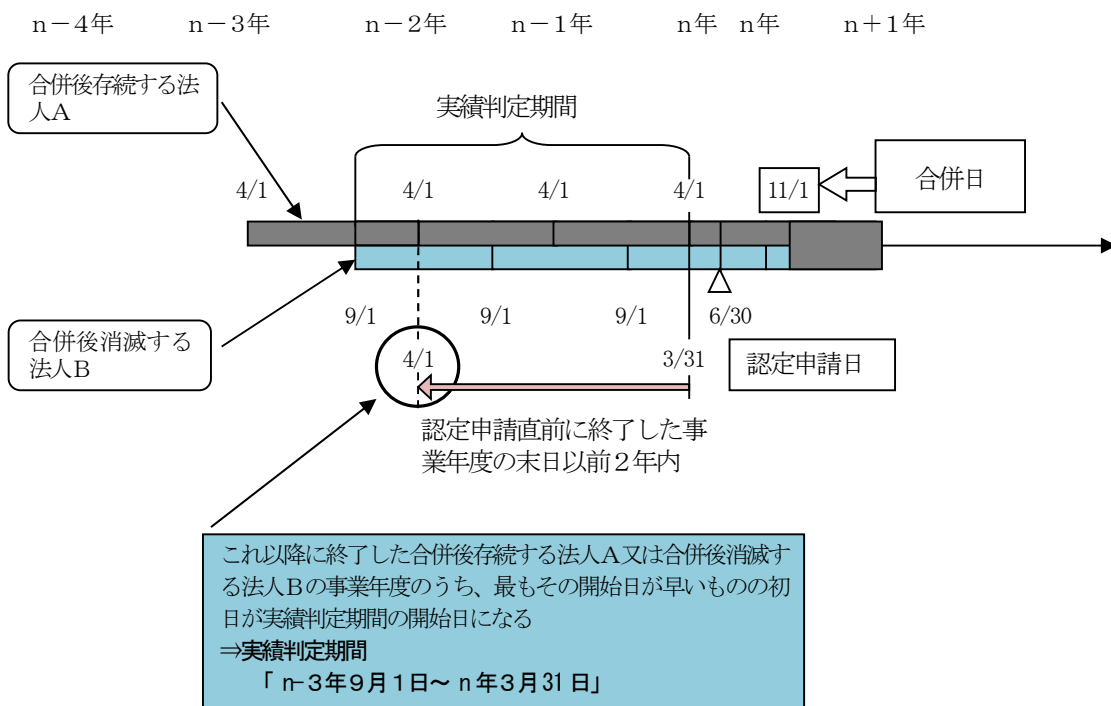 n－4年 n－3年 n－2年 n－1年 n年 n年 n＋1年
合併後存続する法
人A
実績判定期間
合併日
4/1 4/1 4/1 4/1 11/1
9/1 9/1 9/1 6/30
合併後消滅する
法人B
4/1 3/31 認定申請日
認定申請直前に終了した事
業年度の末日以前２年内
これ以降に終了した合併後存続する法人A又は合併後消滅す
る法人Bの事業年度のうち、最もその開始日が早いものの初
日が実績判定期間の開始日になる
⇒実績判定期間
「 n-３年９月１日～ n 年３月31 日」